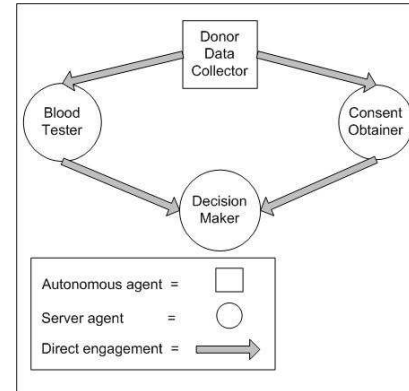 Donor
Data
Collector
Blood
Tester
Consent
Obtainer
Decision
Maker
Autonomous agent =
Server agent =
Direct engagement =